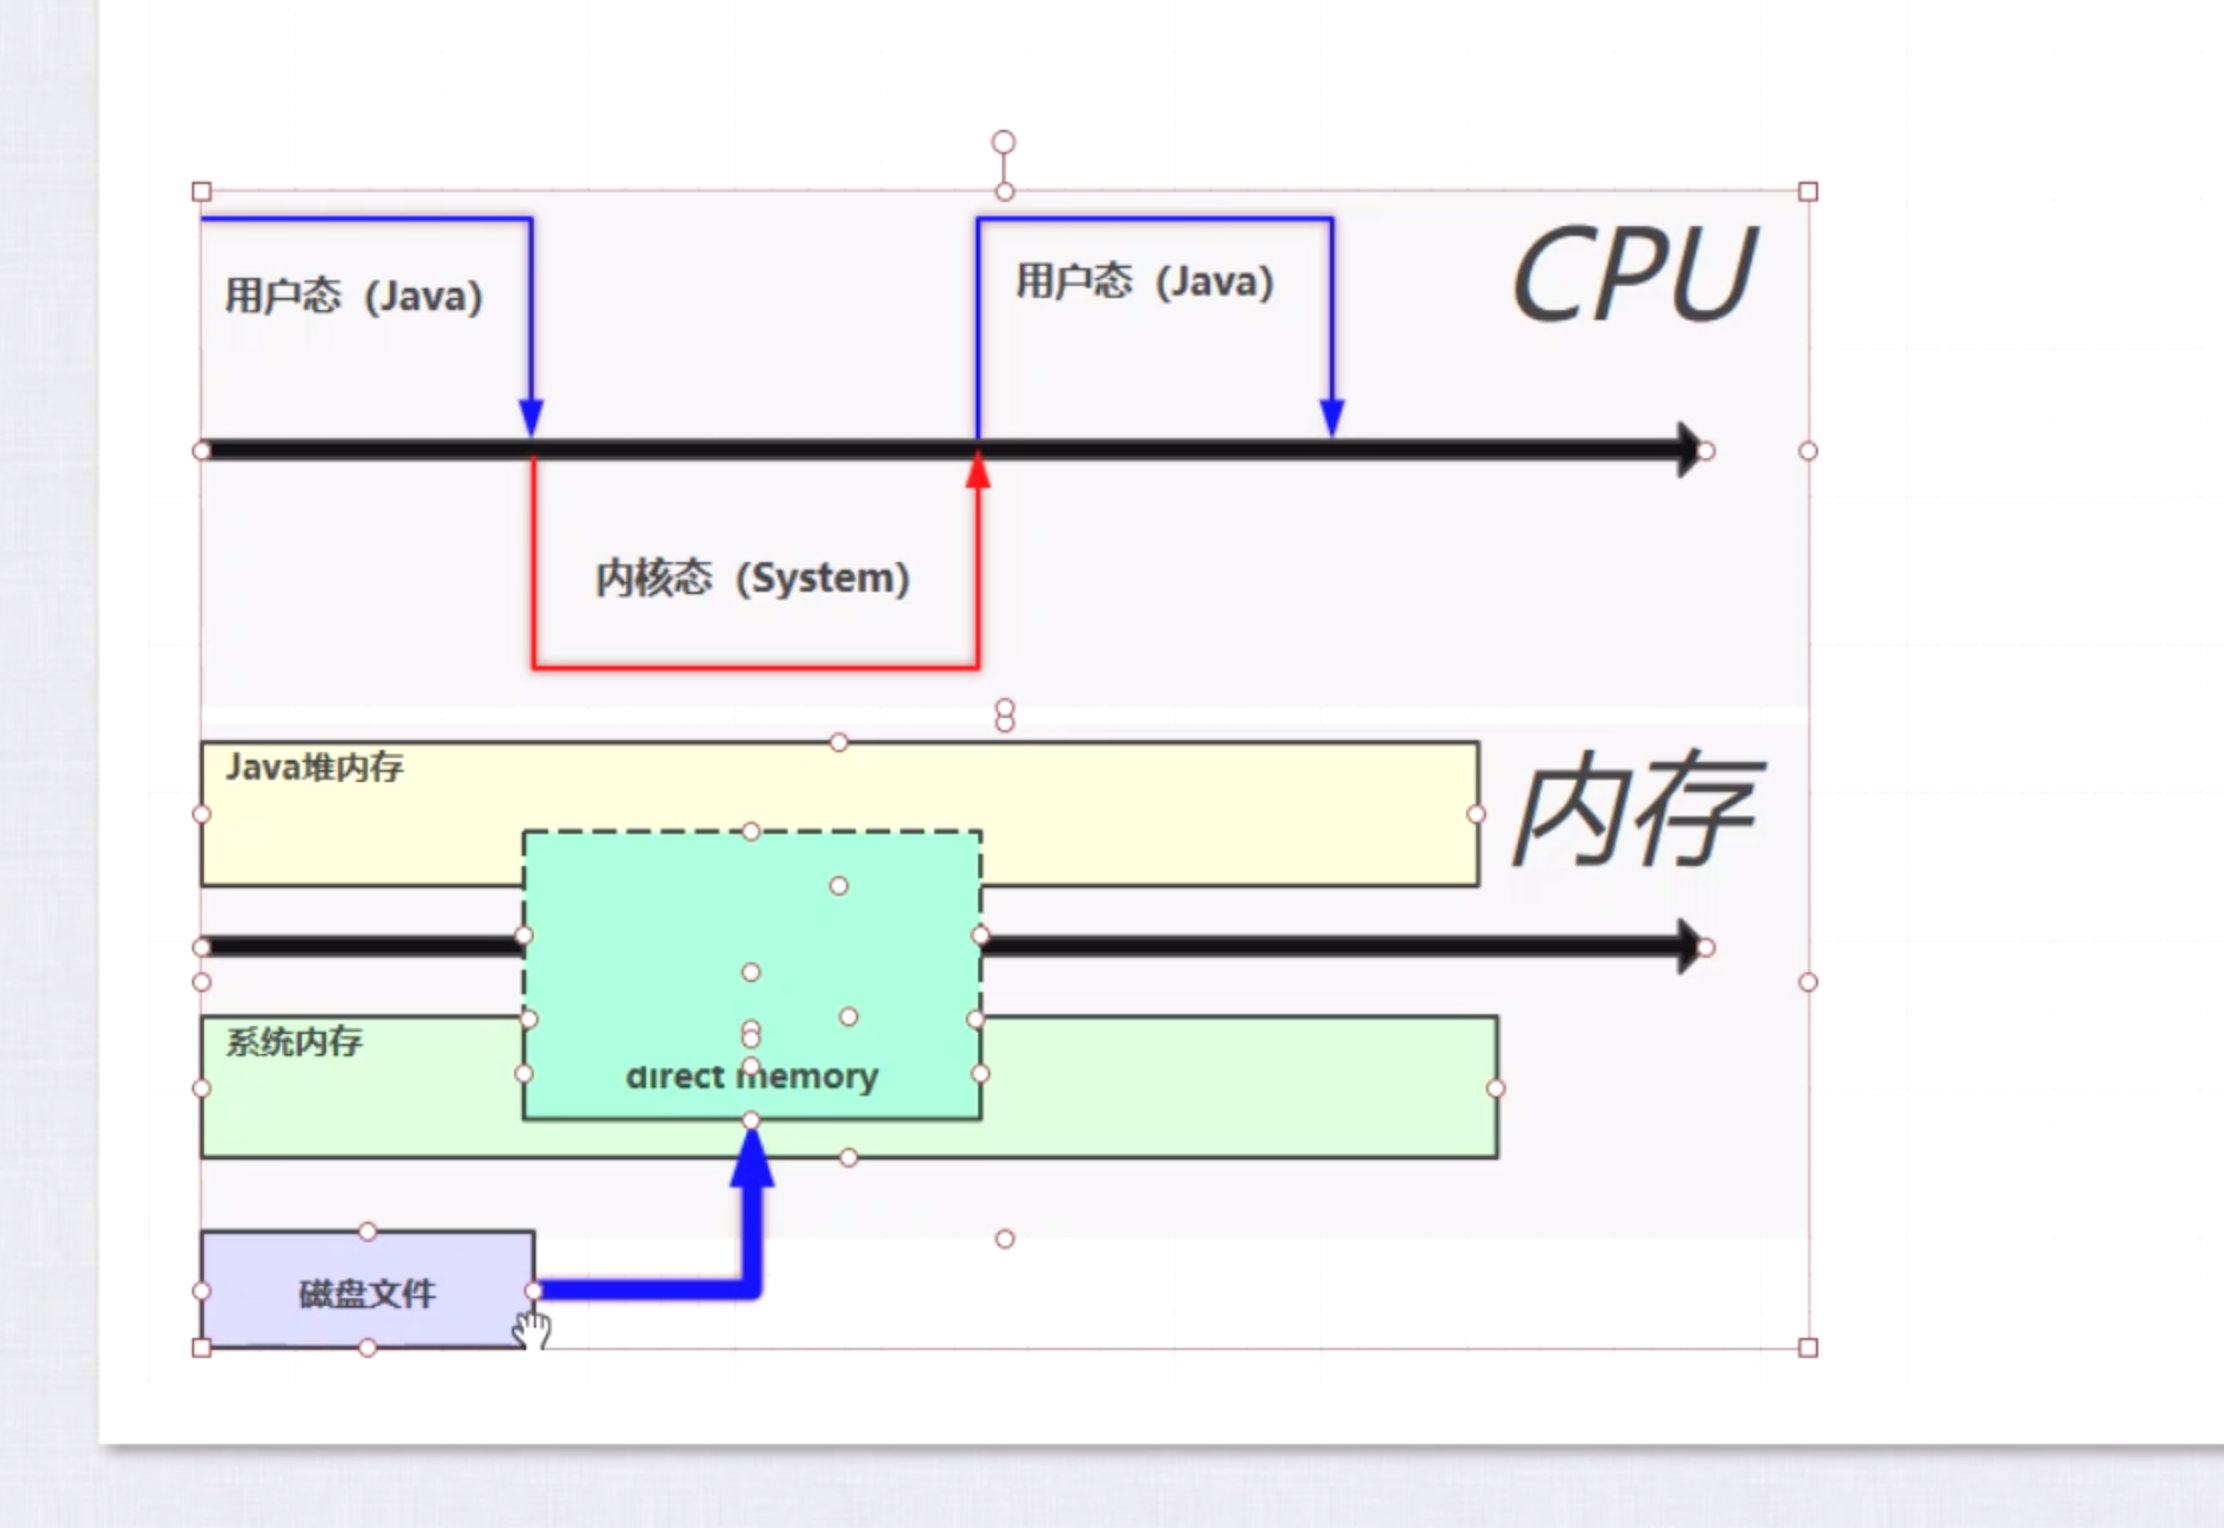 用户态（Java）
用户态（Java）
CPU
内核态（System）
Java堆内存
内存
系统内存
direct memory
磁盘文件